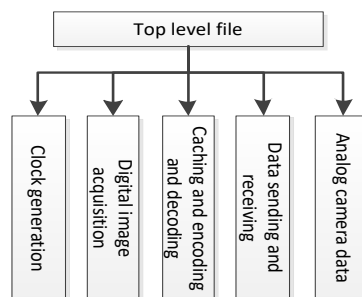 Top level file
Clock generation
Digital image
acquisition
Caching and encoding
and decoding
Data sending and
receiving
Analog camera data